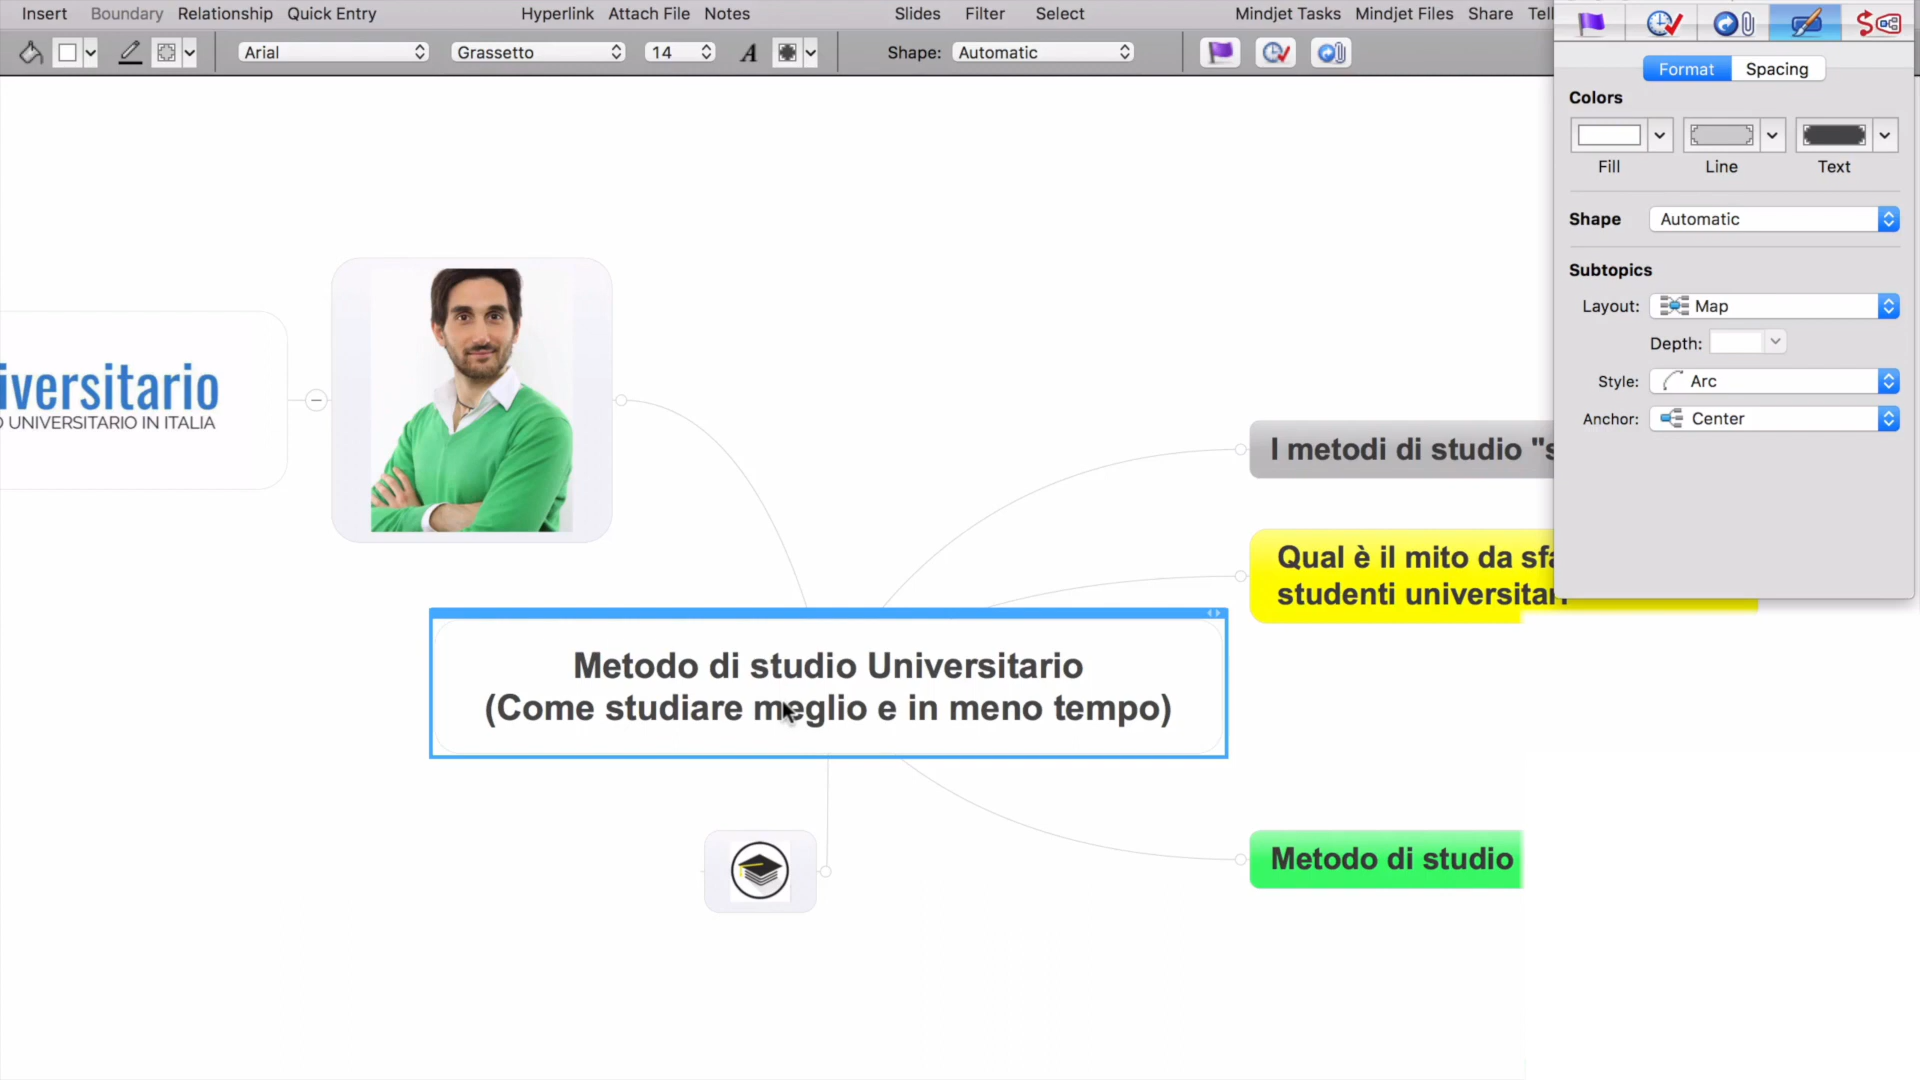 Insert Boundary Relationship Quick Entry Hyperlink Attach File Notes Slides Filter Select Mindjet Tasks Mindjet Files Share Tell
Arial Grassetto 14 A Shape: Automatic
Format Spacing
Colors
Fill Line Text
Shape Automatic
Subtopics
Layout: Map
Depth:
Style: Arc
Anchor: Center
iversitario
O UNIVERSITARIO IN ITALIA
I metodi di studio "s
Qual è il mito da sfa
studenti universitari
Metodo di studio Universitario
(Come studiare meglio e in meno tempo)
Metodo di studio